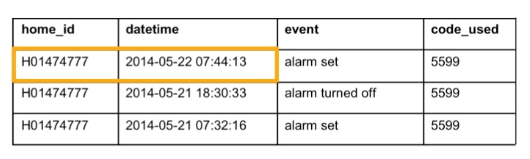 home_id datetime event code_used
H01474777 2014-05-22 07:44:13 alarm set 5599
H01474777 2014-05-21 18:30:33 alarm turned off 5599
H01474777 2014-05-21 07:32:16 alarm set 5599